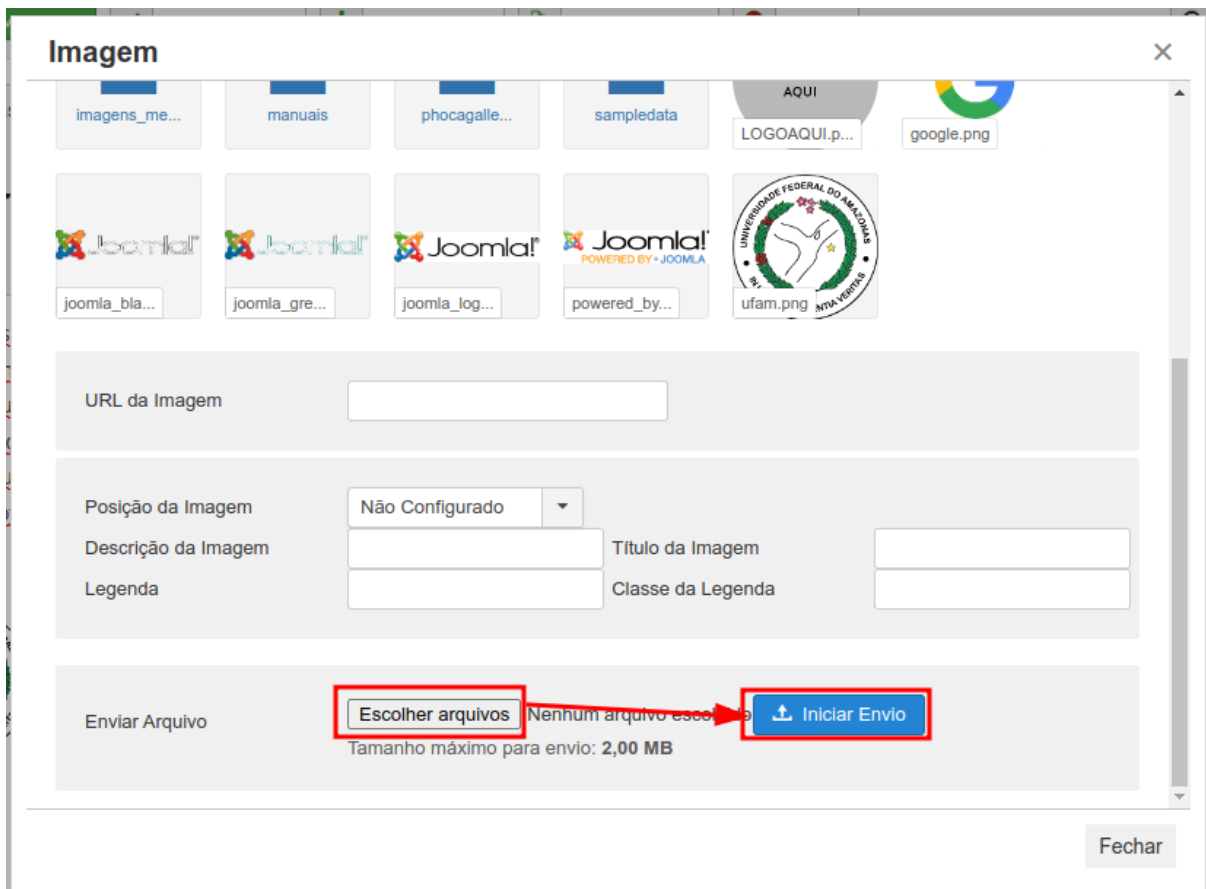 Imagem
×
AQUI
imagens_me...
manuais
phocagalle...
sampledata
LOGOAQUI.p...
google.png
UNIVERSIDADE FEDERAL DO AMAZONAS
Joomla!®
Joomla!
Joomla!®
Joomla!®
POWERED BY - JOOMLA
VERITAS
joomla_bla...
joomla_gre...
joomla_log...
powered_by...
ufam.png
URL da Imagem
Posição da Imagem
Não Configurado
Descrição da Imagem
Título da Imagem
Legenda
Classe da Legenda
Enviar Arquivo
Escolher arquivos
Nenhum arquivo escolhido
Iniciar Envio
Tamanho máximo para envio: 2,00 MB
Fechar